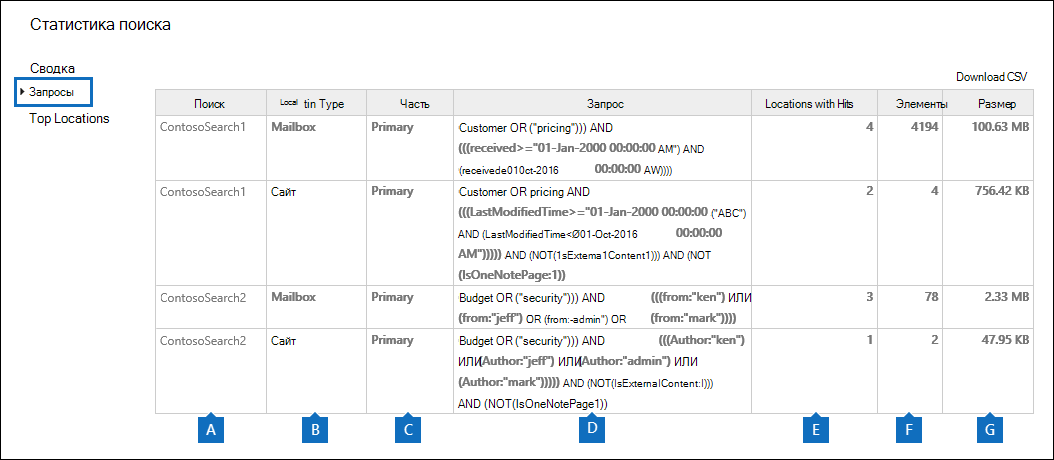 Статистика поиска
Сводка
Запросы
Top Locations
Download CSV
Поиск Local tin Type Часть Запрос Locations with Hits Элементы Размер
ContosoSearch1 Mailbox Primary Customer OR ("pricing"))) AND 4 4194 100.63 MB
(((received>="01-Jan-2000 00:00:00 AM") AND
(receivede010ct-2016 00:00:00 AW))))
ContosoSearch1 Сайт Primary Customer OR pricing AND 2 4 756.42 KB
(((LastModifiedTime>="01-Jan-2000 00:00:00 ("ABC")
AND (LastModifiedTime<Ø01-Oct-2016 00:00:00
AM"))))) AND (NOT(1sExtema1Content1))) AND (NOT
(IsOneNotePage:1))
ContosoSearch2 Mailbox Primary Budget OR ("security"))) AND (((from:"ken") ИЛИ 3 78 2.33 MB
(from:"jeff") OR (from:-admin") OR (from:"mark"))))
ContosoSearch2 Сайт Primary Budget OR ("security"))) AND (((Author:"ken") 1 2 47.95 KB
ИЛИ(Author:"jeff") ИЛИ(Author:"admin") ИЛИ
(Author:"mark"))))) AND (NOT(IsExternalContent:I)))
AND (NOT(IsOneNotePage1))
A B C D E F G